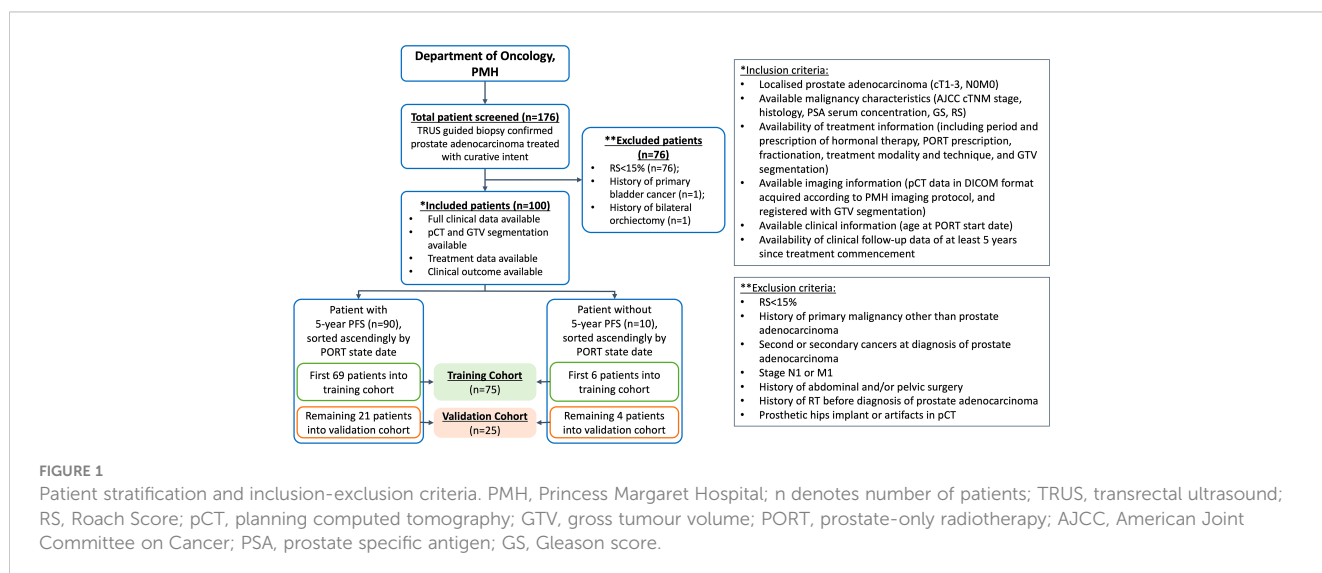 Department of Oncology,
PMH
Total patient screened (n=176)
TRUS guided biopsy confirmed
prostate adenocarcinoma treated
with curative intent
**Excluded patients
(n=76)
• RS<15% (n=76);
• History of primary
bladder cancer (n=1);
• History of bilateral
orchiectomy (n=1)
*Included patients (n=100)
• Full clinical data available
• pCT and GTV segmentation
available
• Treatment data available
• Clinical outcome available
Patient with
5-year PFS (n=90),
sorted ascendingly by
PORT state date
Patient without
5-year PFS (n=10),
sorted ascendingly by
PORT state date
First 69 patients into
training cohort
Training Cohort
(n=75)
First 6 patients into
training cohort
Remaining 21 patients
into validation cohort
Validation Cohort
(n=25)
Remaining 4 patients
into validation cohort
*Inclusion criteria:
• Localised prostate adenocarcinoma (cT1-3, N0M0)
• Available malignancy characteristics (AJCC cTNM stage,
histology, PSA serum concentration, GS, RS)
• Availability of treatment information (including period and
prescription of hormonal therapy, PORT prescription,
fractionation, treatment modality and technique, and GTV
segmentation)
• Available imaging information (pCT data in DICOM format
acquired according to PMH imaging protocol, and
registered with GTV segmentation)
• Available clinical information (age at PORT start date)
• Availability of clinical follow-up data of at least 5 years
since treatment commencement
**Exclusion criteria:
• RS<15%
• History of primary malignancy other than prostate
adenocarcinoma
• Second or secondary cancers at diagnosis of prostate
adenocarcinoma
• Stage N1 or M1
• History of abdominal and/or pelvic surgery
• History of RT before diagnosis of prostate adenocarcinoma
• Prosthetic hips implant or artifacts in pCT
FIGURE 1
Patient stratification and inclusion-exclusion criteria. PMH, Princess Margaret Hospital; n denotes number of patients; TRUS, transrectal ultrasound;
RS, Roach Score; pCT, planning computed tomography; GTV, gross tumour volume; PORT, prostate-only radiotherapy; AJCC, American Joint
Committee on Cancer; PSA, prostate specific antigen; GS, Gleason score.